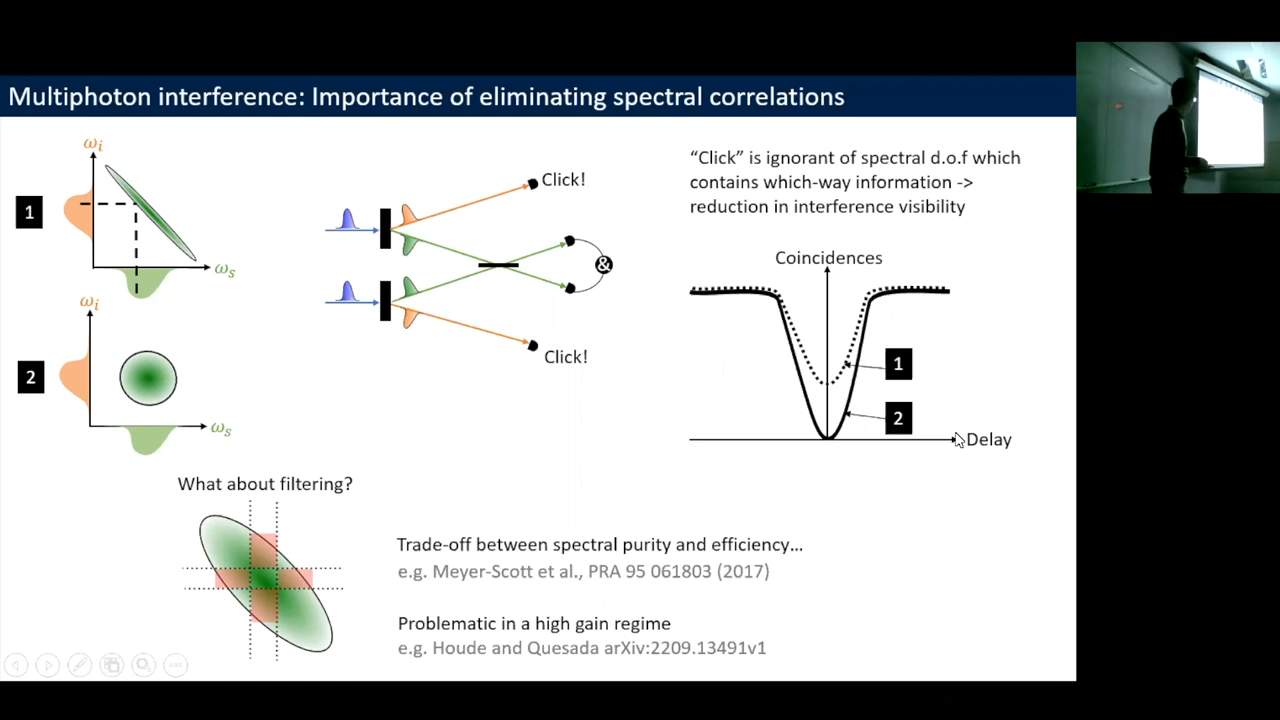 Multiphoton interference: Importance of eliminating spectral correlations
ωi
1
ωs
ωi
2
ωs
Click!
&
Click!
“Click” is ignorant of spectral d.o.f which
contains which-way information ->
reduction in interference visibility
Coincidences
1
2
Delay
What about filtering?
Trade-off between spectral purity and efficiency...
e.g. Meyer-Scott et al., PRA 95 061803 (2017)
Problematic in a high gain regime
e.g. Houde and Quesada arXiv:2209.13491v1